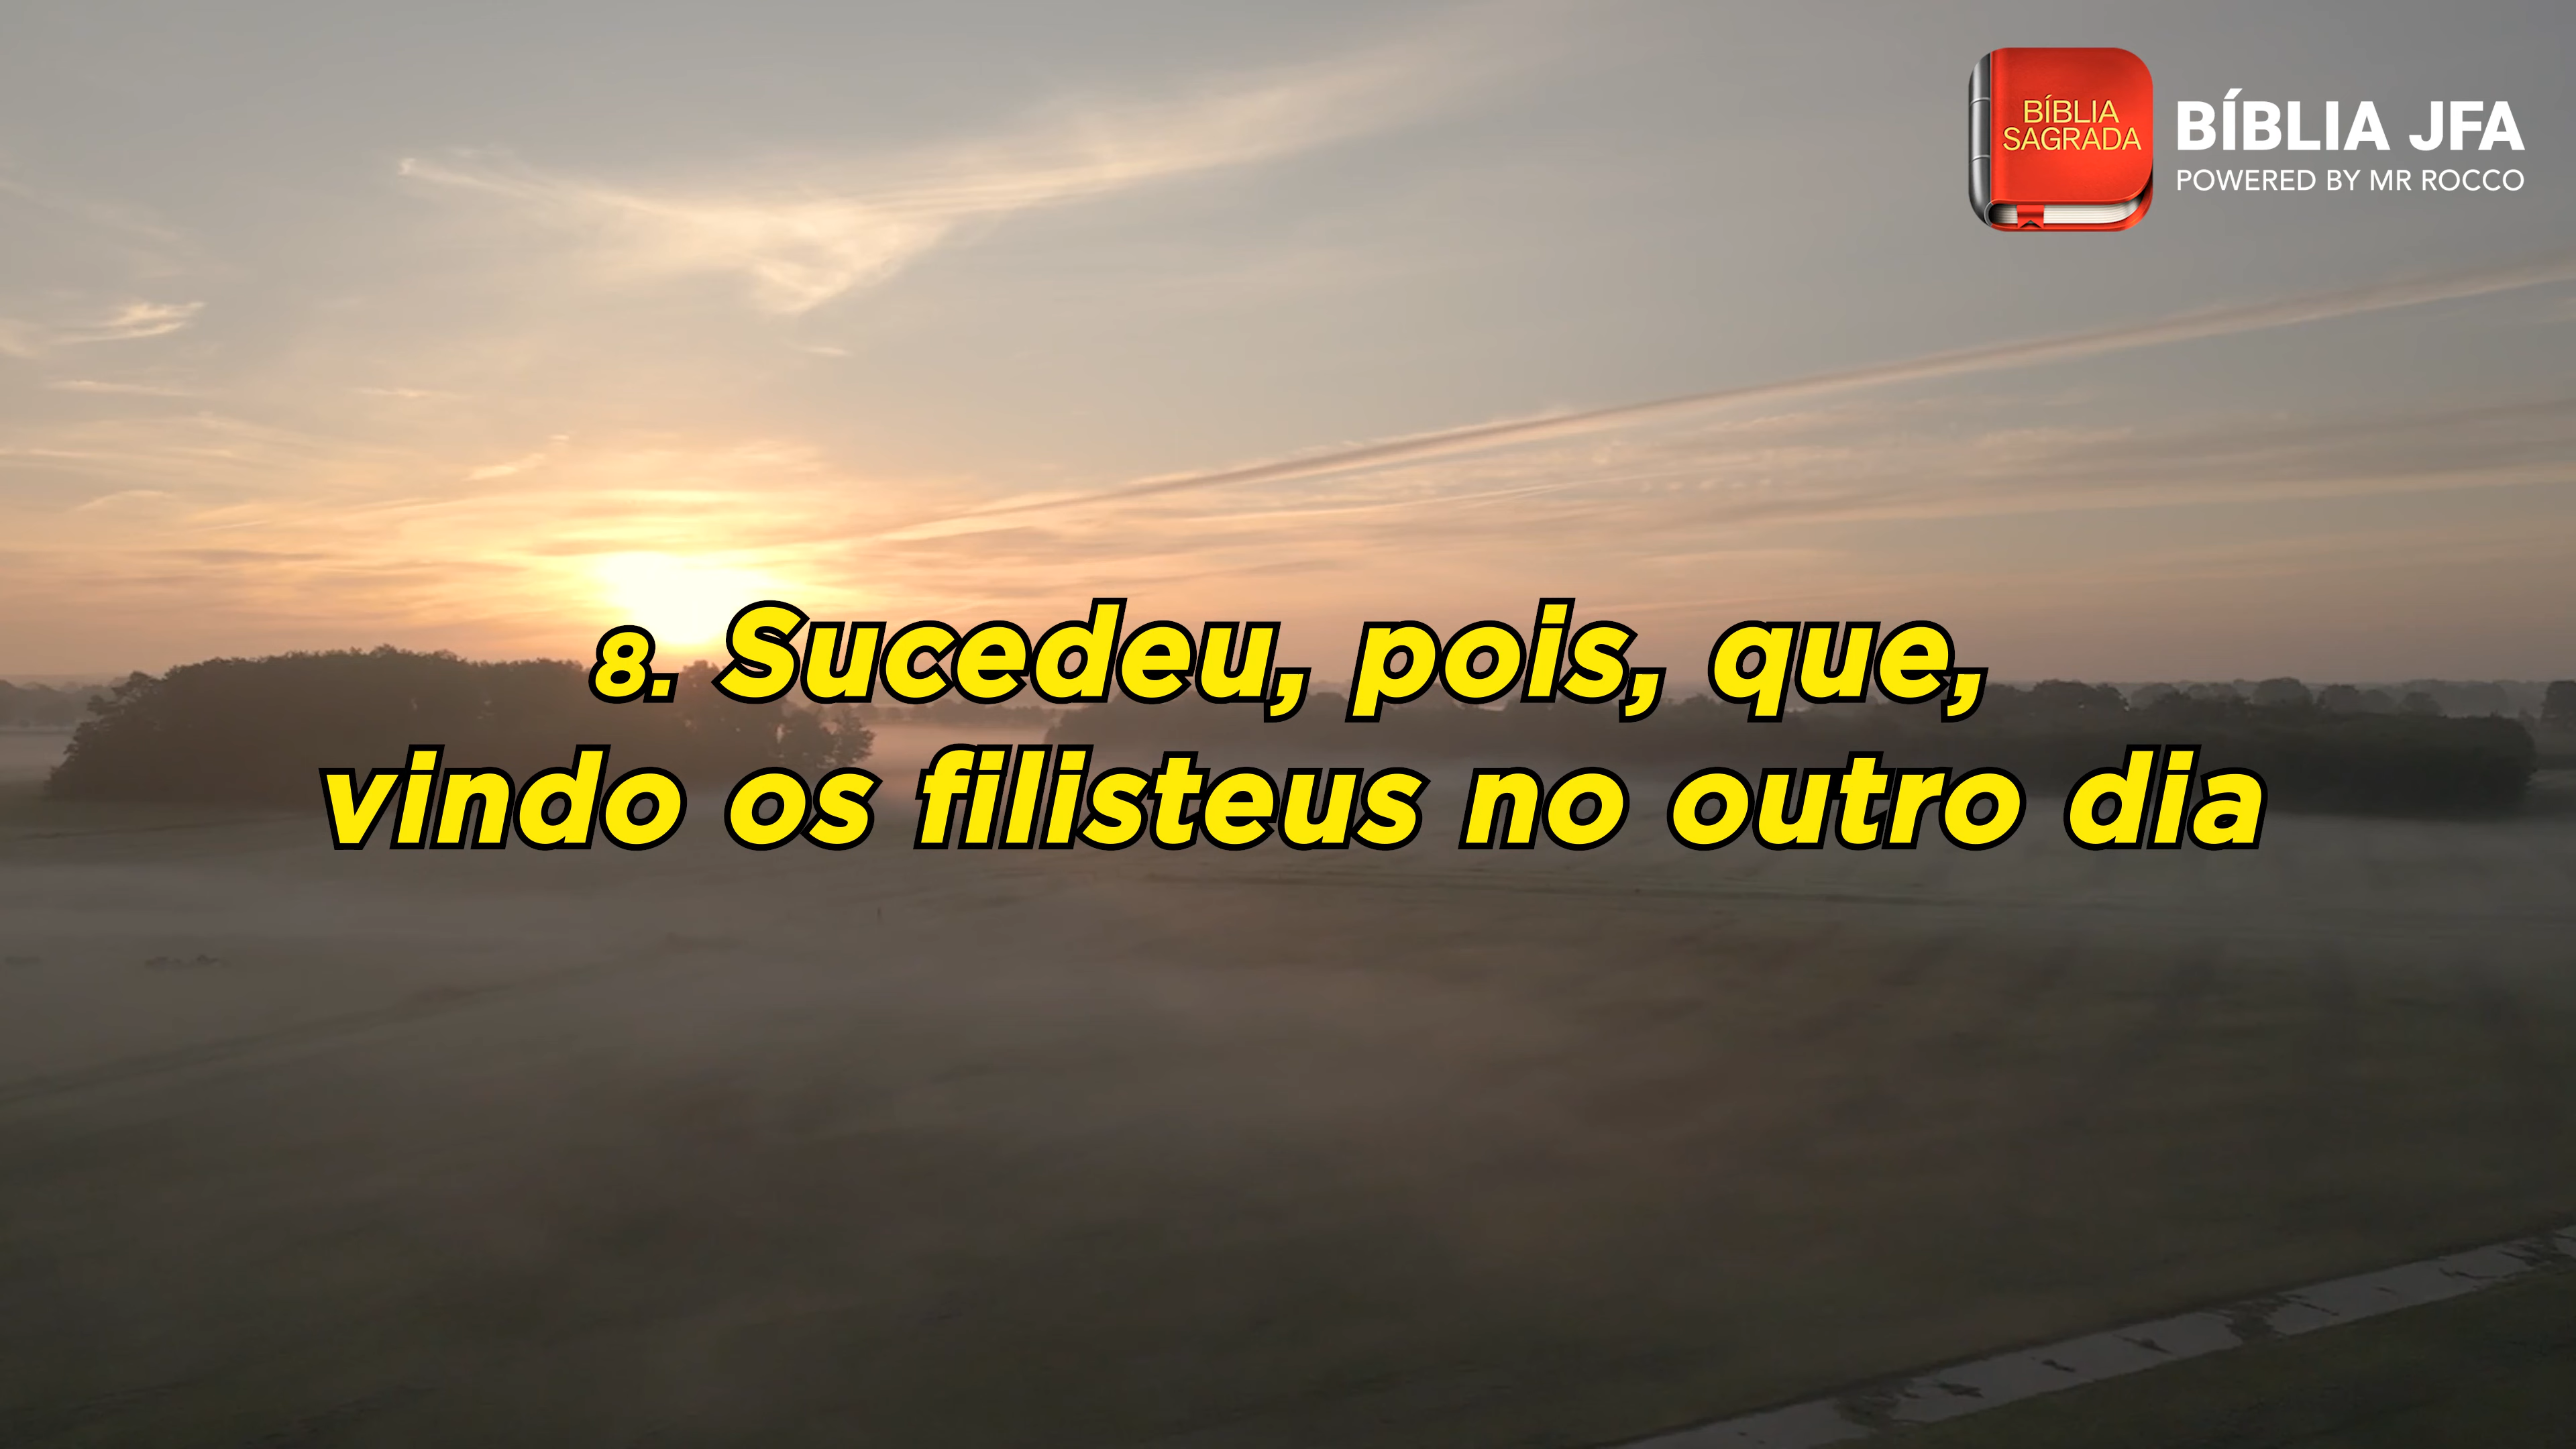 BÍBLIA
SAGRADA
BÍBLIA JFA
POWERED BY MR ROCCO
8. Sucedeu, pois, que,
vindo os filisteus no outro dia